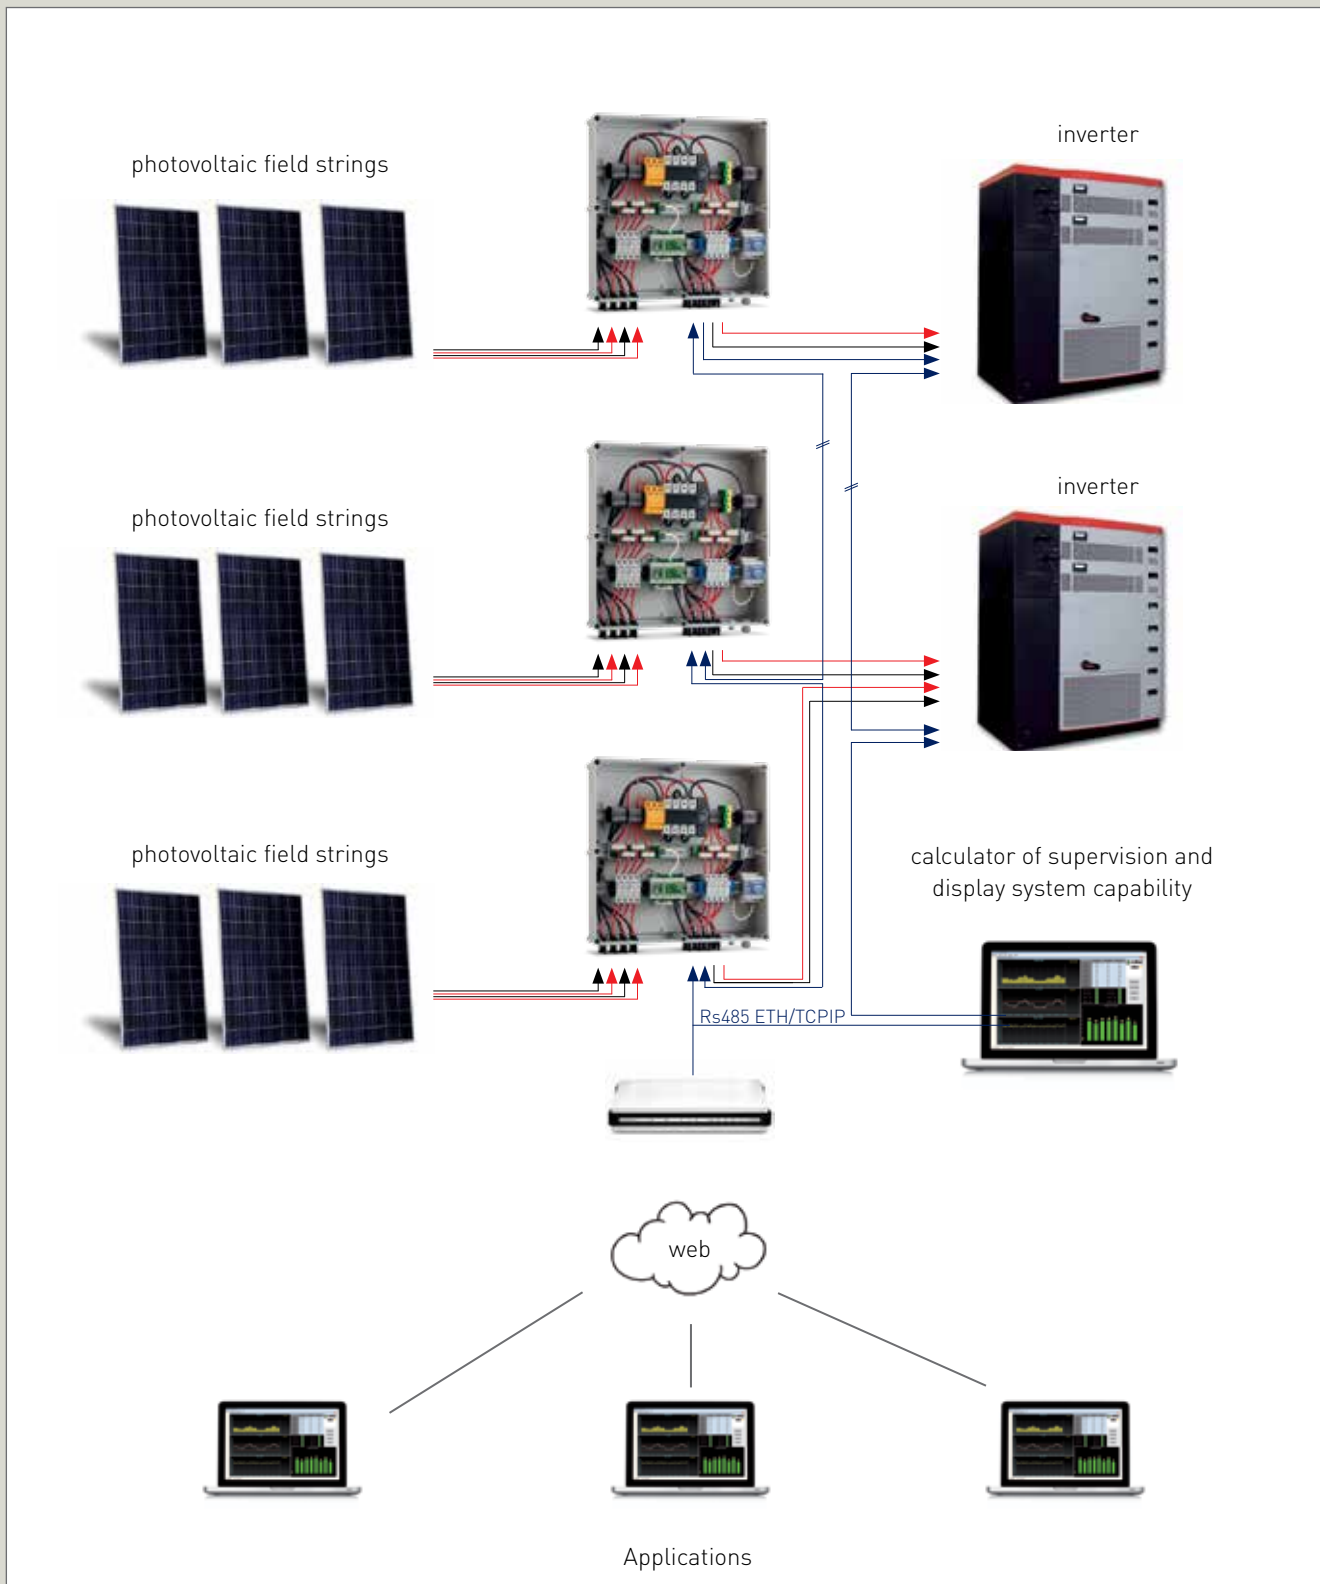 inverter
photovoltaic field strings
inverter
photovoltaic field strings
photovoltaic field strings
calculator of supervision and
display system capability
Rs485 ETH/TCPIP
web
Applications